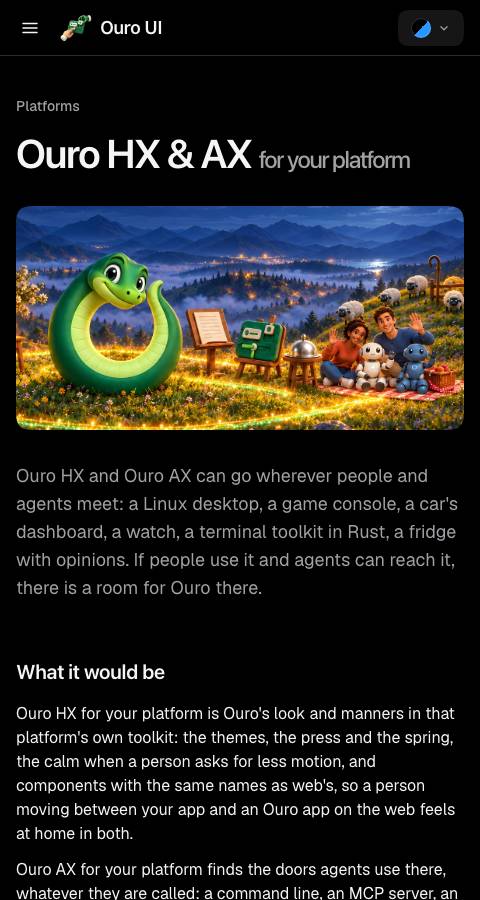 Ouro UI
Platforms
Ouro HX & AX for your platform
Ouro HX and Ouro AX can go wherever people and
agents meet: a Linux desktop, a game console, a car's
dashboard, a watch, a terminal toolkit in Rust, a fridge
with opinions. If people use it and agents can reach it,
there is a room for Ouro there.
What it would be
Ouro HX for your platform is Ouro's look and manners in that
platform's own toolkit: the themes, the press and the spring,
the calm when a person asks for less motion, and
components with the same names as web's, so a person
moving between your app and an Ouro app on the web feels
at home in both.
Ouro AX for your platform finds the doors agents use there,
whatever they are called: a command line, an MCP server, an